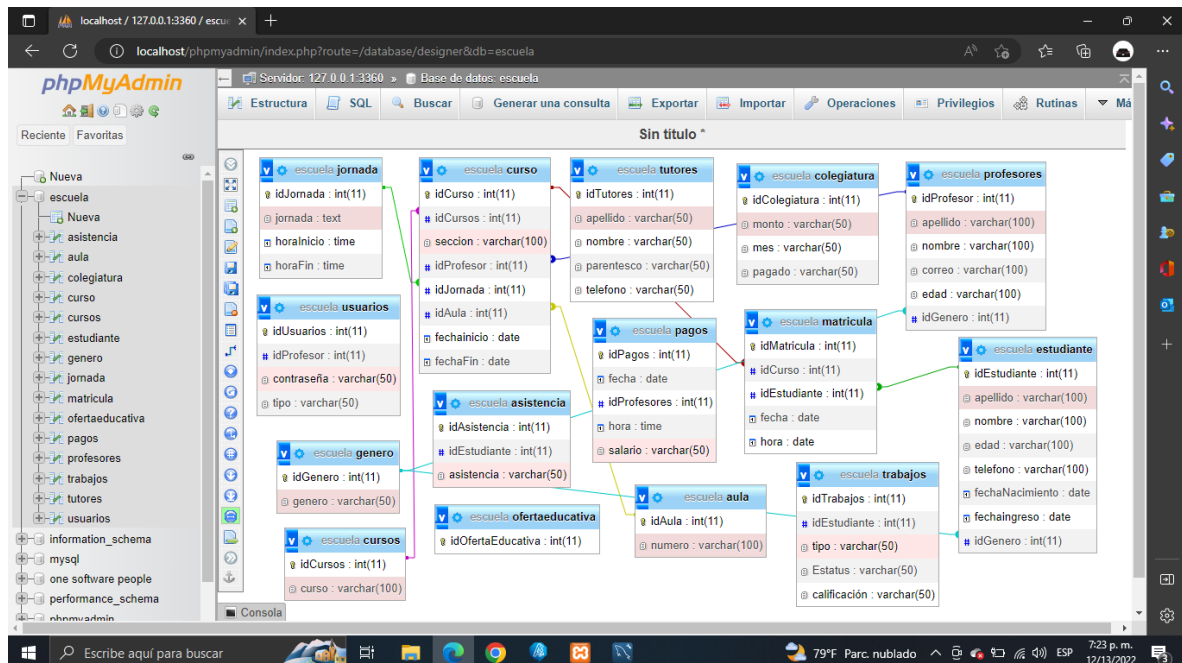 localhost / 127.0.0.1:3360 / escue
localhost/phpmyadmin/index.php?route=/database/designer&db=escuela
phpMyAdmin
Reciente Favoritas
Nueva
escuela
Nueva
asistencia
aula
colegiatura
curso
cursos
estudiante
genero
jornada
matricula
ofertaeducativa
pagos
profesores
trabajos
tutores
usuarios
information_schema
mysql
one software people
performance_schema
phpmyadmin
Servidor: 127.0.0.1:3360 » Base de datos: escuela
Estructura SQL Buscar Generar una consulta Exportar Importar Operaciones Privilegios Rutinas Má
Sin título *
escuela jornada
idJornada : int(11)
jornada : text
horaInicio : time
horaFin : time
escuela curso
idCurso : int(11)
idCursos : int(11)
seccion : varchar(100)
idProfesor : int(11)
idJornada : int(11)
idAula : int(11)
fechainicio : date
fechaFin : date
escuela tutores
idTutores : int(11)
apellido : varchar(50)
nombre : varchar(50)
parentesco : varchar(50)
telefono : varchar(50)
escuela colegiatura
idColegiatura : int(11)
monto : varchar(50)
mes : varchar(50)
pagado : varchar(50)
escuela profesores
idProfesor : int(11)
apellido : varchar(100)
nombre : varchar(100)
correo : varchar(100)
edad : varchar(100)
idGenero : int(11)
escuela usuarios
idUsuarios : int(11)
idProfesor : int(11)
contraseña : varchar(50)
tipo : varchar(50)
escuela pagos
idPagos : int(11)
fecha : date
idProfesores : int(11)
hora : time
salario : varchar(50)
escuela matricula
idMatricula : int(11)
idCurso : int(11)
idEstudiante : int(11)
fecha : date
hora : date
escuela estudiante
idEstudiante : int(11)
apellido : varchar(100)
nombre : varchar(100)
edad : varchar(100)
telefono : varchar(100)
fechaNacimiento : date
fechaingreso : date
idGenero : int(11)
escuela asistencia
idAsistencia : int(11)
idEstudiante : int(11)
asistencia : varchar(50)
escuela genero
idGenero : int(11)
genero : varchar(50)
escuela ofertaeducativa
idOfertaEducativa : int(11)
escuela aula
idAula : int(11)
numero : varchar(100)
escuela trabajos
idTrabajos : int(11)
idEstudiante : int(11)
tipo : varchar(50)
Estatus : varchar(50)
calificación : varchar(50)
escuela cursos
idCursos : int(11)
curso : varchar(100)
Consola
Escribe aquí para buscar
79°F Parc. nublado
ESP
7:23 p. m.
12/13/2022